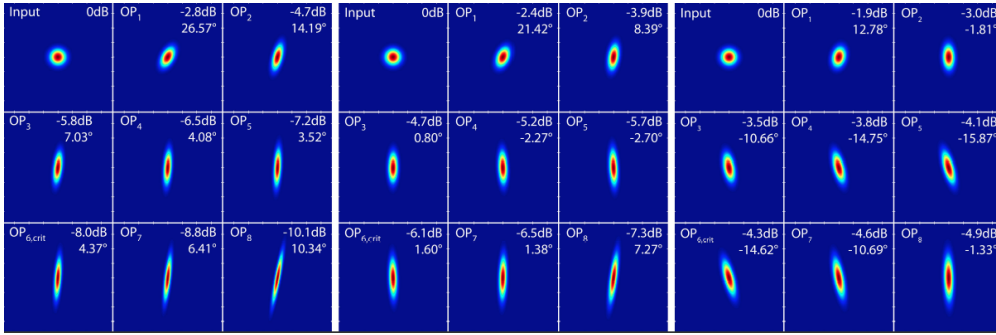 Input 0dB
OP1 -2.8dB
26.57°
OP2 -4.7dB
14.19°
OP3 -5.8dB
7.03°
OP4 -6.5dB
4.08°
OP5 -7.2dB
3.52°
OP6,crit -8.0dB
4.37°
OP7 -8.8dB
6.41°
OP8 -10.1dB
10.34°
Input 0dB
OP1 -2.4dB
21.42°
OP2 -3.9dB
8.39°
OP3 -4.7dB
0.80°
OP4 -5.2dB
-2.27°
OP5 -5.7dB
-2.70°
OP6,crit -6.1dB
1.60°
OP7 -6.5dB
1.38°
OP8 -7.3dB
7.27°
Input 0dB
OP1 -1.9dB
12.78°
OP2 -3.0dB
-1.81°
OP3 -3.5dB
-10.66°
OP4 -3.8dB
-14.75°
OP5 -4.1dB
-15.87°
OP6,crit -4.3dB
-14.62°
OP7 -4.6dB
-10.69°
OP8 -4.9dB
-1.33°